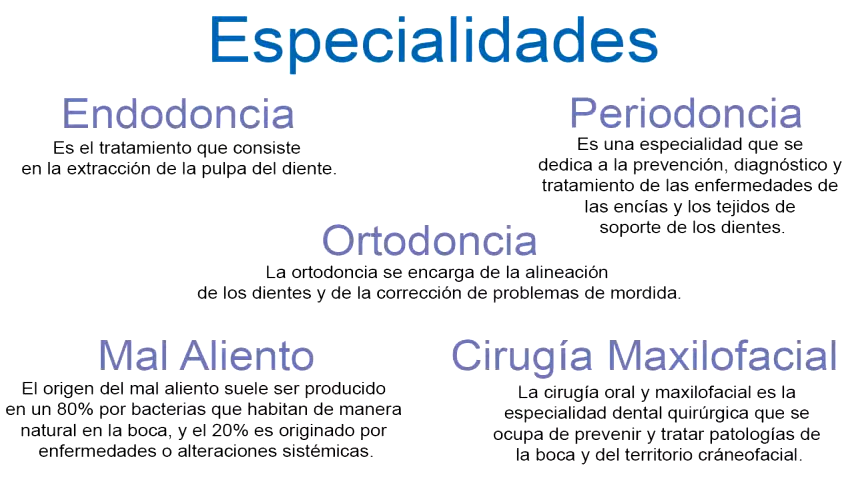 Especialidades
Endodoncia
Es el tratamiento que consiste
en la extracción de la pulpa del diente.
Periodoncia
Es una especialidad que se
dedica a la prevención, diagnóstico y
tratamiento de las enfermedades de
las encías y los tejidos de
soporte de los dientes.
Ortodoncia
La ortodoncia se encarga de la alineación
de los dientes y de la corrección de problemas de mordida.
Mal Aliento
El origen del mal aliento suele ser producido
en un 80% por bacterias que habitan de manera
natural en la boca, y el 20% es originado por
enfermedades o alteraciones sistémicas.
Cirugía Maxilofacial
La cirugía oral y maxilofacial es la
especialidad dental quirúrgica que se
ocupa de prevenir y tratar patologías de
la boca y del territorio cráneofacial.